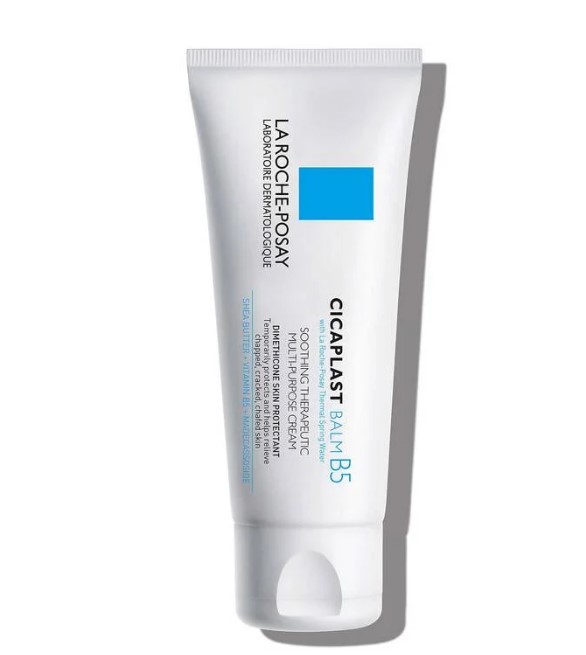 LA ROCHE-POSAY
LABORATOIRE DERMATOLOGIQUE
CICAPLAST BALM B5
with La Roche-Posay Thermal Spring Water
SOOTHING THERAPEUTIC
MULTI-PURPOSE CREAM
DIMETHICONE SKIN PROTECTANT
Temporarily protects and helps relieve
chapped, cracked, chafed skin
SHEA BUTTER + VITAMIN B5 + MADECASSOSIDE